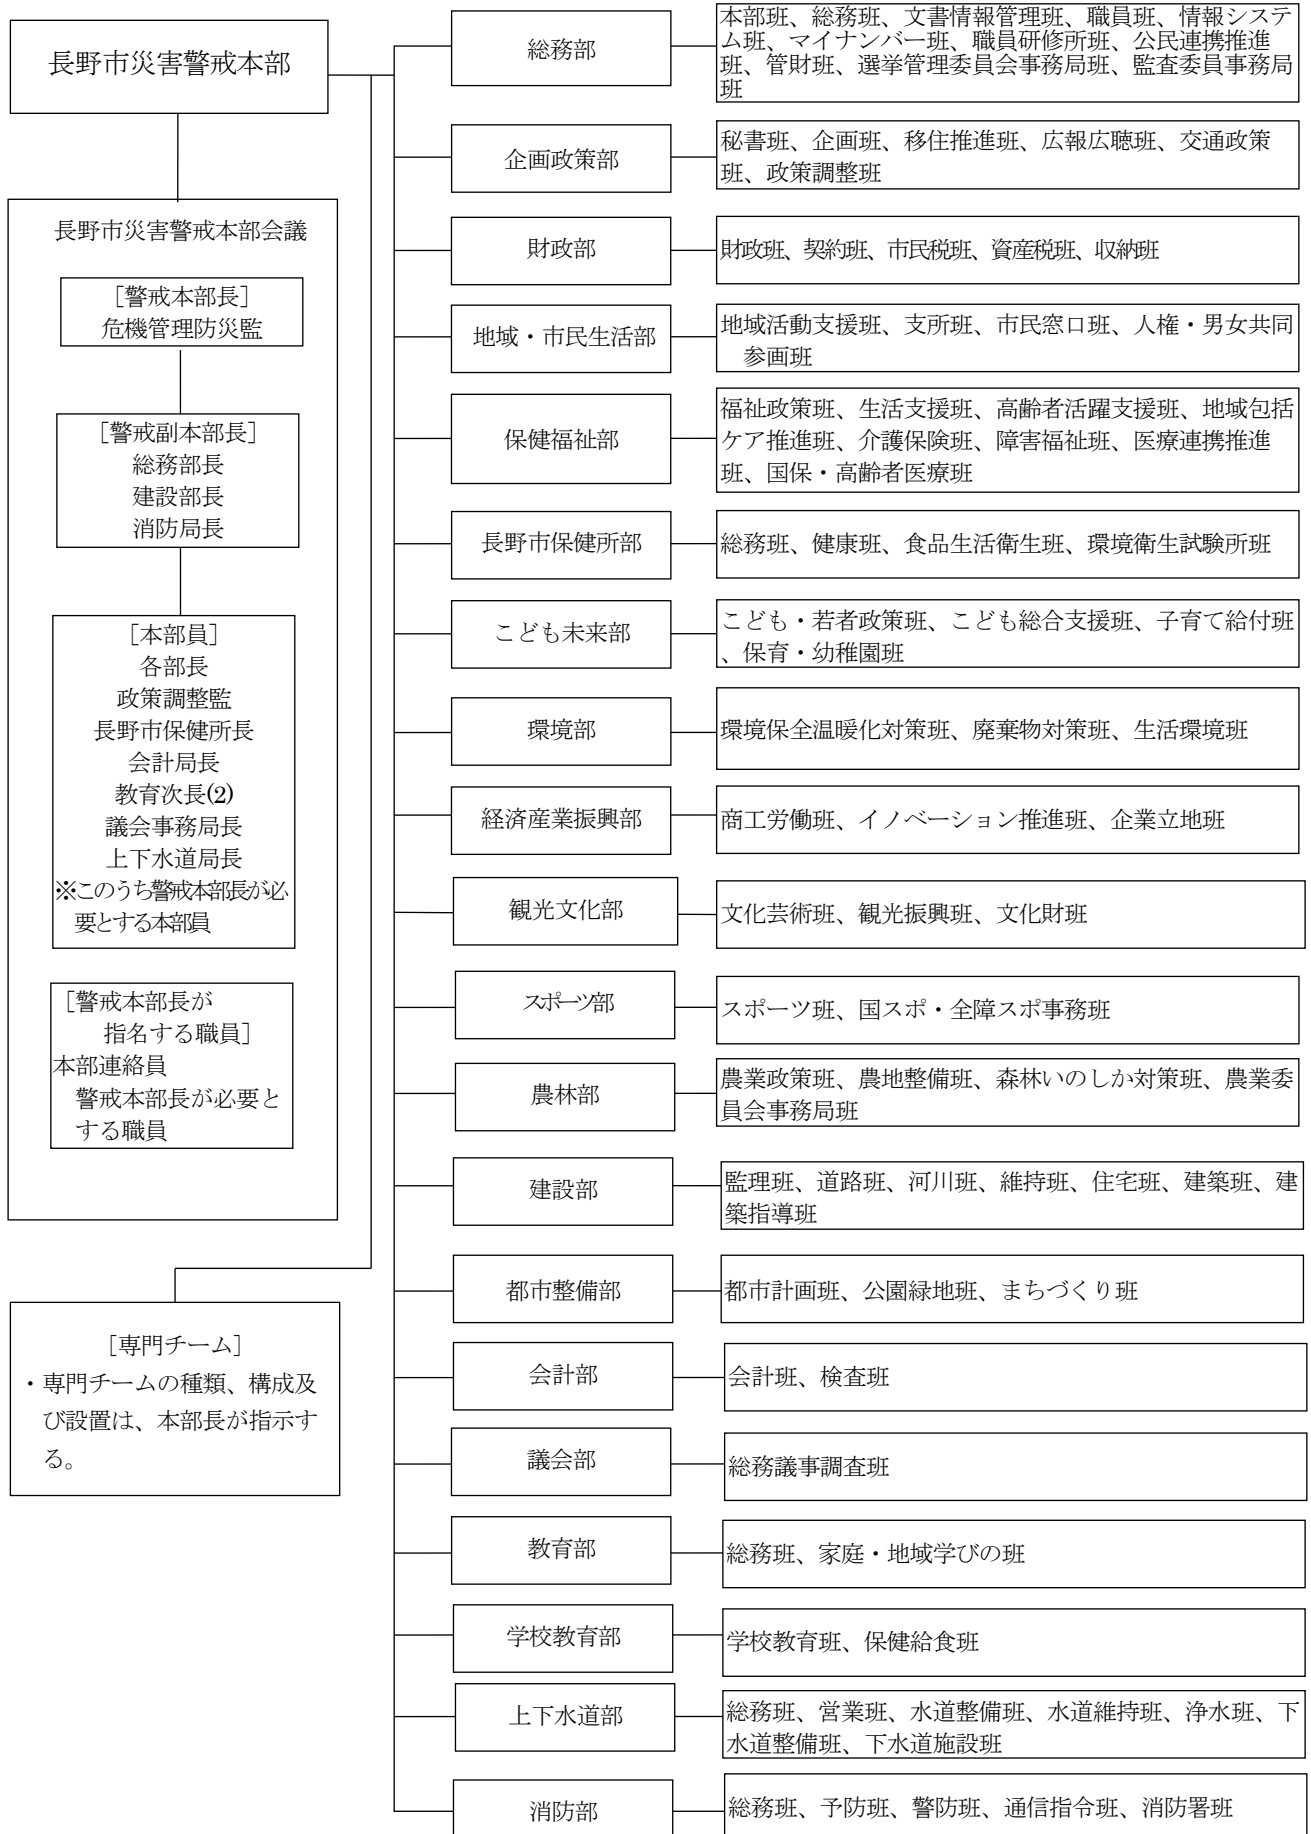 長野市災害警戒本部
長野市災害警戒本部会議
［警戒本部長］
危機管理防災監
［警戒副本部長］
総務部長
建設部長
消防局長
［本部員］
各部長
政策調整監
長野市保健所長
会計局長
教育次長(2)
議会事務局長
上下水道局長
※このうち警戒本部長が必
要とする本部員
［警戒本部長が
指名する職員］
本部連絡員
警戒本部長が必要と
する職員
［専門チーム］
・専門チームの種類、構成及
び設置は、本部長が指示す
る。
総務部
本部班、総務班、文書情報管理班、職員班、情報システ
ム班、マイナンバー班、職員研修所班、公民連携推進
班、管財班、選挙管理委員会事務局班、監査委員事務局
班
企画政策部
秘書班、企画班、移住推進班、広報広聴班、交通政策
班、政策調整班
財政部
財政班、契約班、市民税班、資産税班、収納班
地域・市民生活部
地域活動支援班、支所班、市民窓口班、人権・男女共同
参画班
保健福祉部
福祉政策班、生活支援班、高齢者活躍支援班、地域包括
ケア推進班、介護保険班、障害福祉班、医療連携推進
班、国保・高齢者医療班
長野市保健所部
総務班、健康班、食品生活衛生班、環境衛生試験所班
こども未来部
こども・若者政策班、こども総合支援班、子育て給付班
、保育・幼稚園班
環境部
環境保全温暖化対策班、廃棄物対策班、生活環境班
経済産業振興部
商工労働班、イノベーション推進班、企業立地班
観光文化部
文化芸術班、観光振興班、文化財班
スポーツ部
スポーツ班、国スポ・全障スポ事務班
農林部
農業政策班、農地整備班、森林いのしか対策班、農業委
員会事務局班
建設部
監理班、道路班、河川班、維持班、住宅班、建築班、建
築指導班
都市整備部
都市計画班、公園緑地班、まちづくり班
会計部
会計班、検査班
議会部
総務議事調査班
教育部
総務班、家庭・地域学びの班
学校教育部
学校教育班、保健給食班
上下水道部
総務班、営業班、水道整備班、水道維持班、浄水班、下
水道整備班、下水道施設班
消防部
総務班、予防班、警防班、通信指令班、消防署班